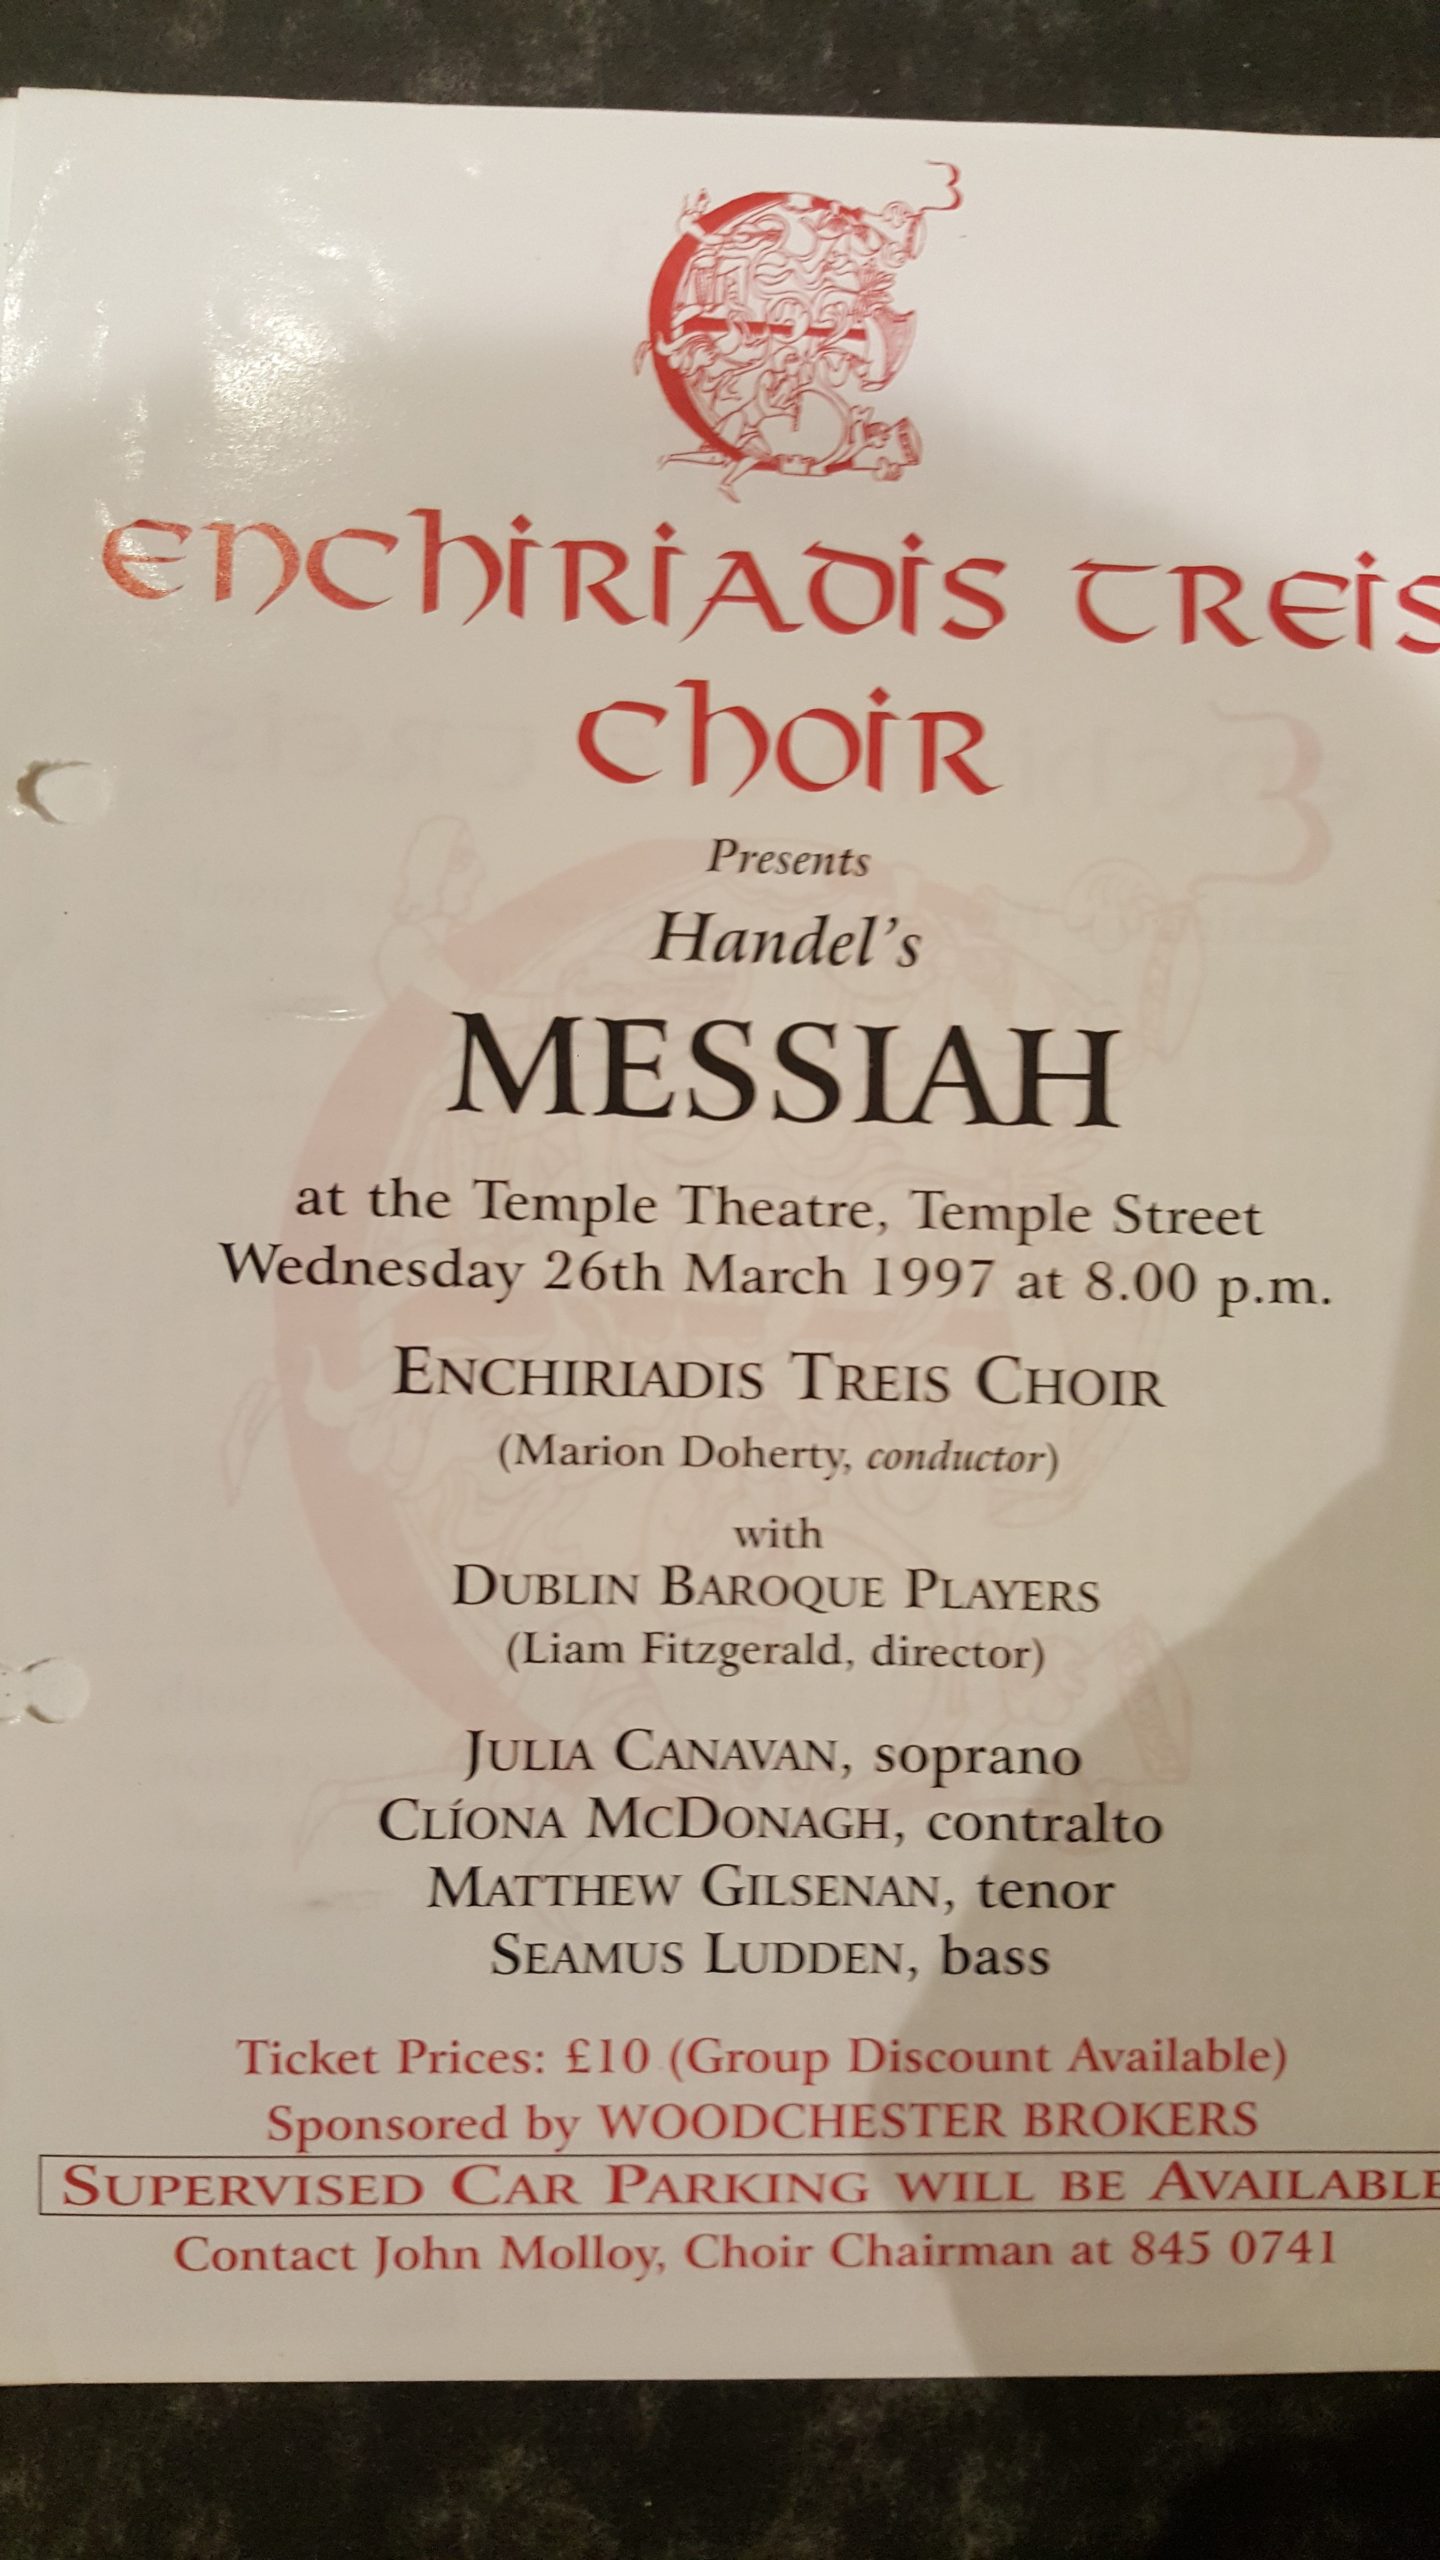 3
enchiriadis treis
choir
Presents
Handel's
MESSIAH
at the Temple Theatre, Temple Street
Wednesday 26th March 1997 at 8.00 p.m.
ENCHIRIADIS TREIS CHOIR
(Marion Doherty, conductor)
with
DUBLIN BAROQUE PLAYERS
(Liam Fitzgerald, director)
JULIA CANAVAN, soprano
CLÍONA MCDONAGH, contralto
MATTHEW GILSENAN, tenor
SEAMUS LUDDEN, bass
Ticket Prices: £10 (Group Discount Available)
Sponsored by WOODCHESTER BROKERS
SUPERVISED CAR PARKING WILL BE AVAILABLE
Contact John Molloy, Choir Chairman at 845 0741